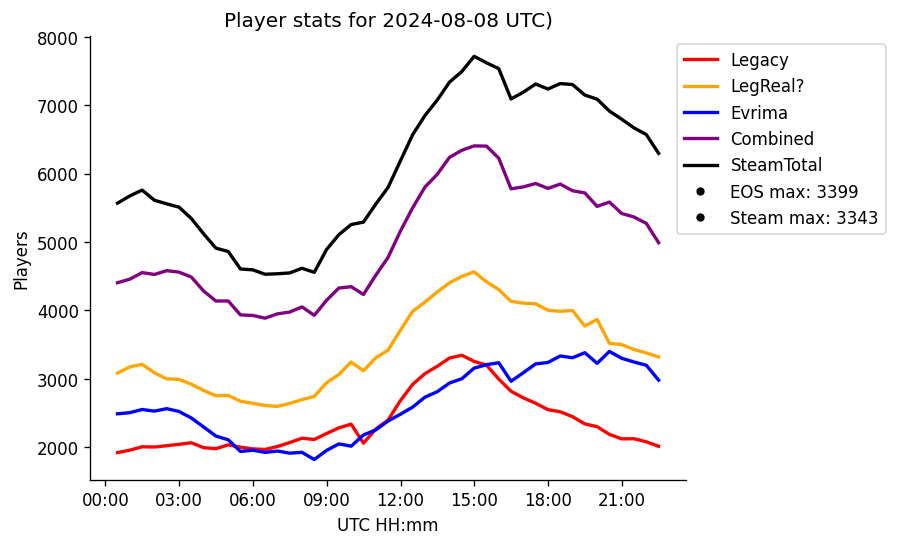 Player stats for 2024-08-08 UTC)
8000
7000
6000
5000
4000
3000
2000
Players
00:00 03:00 06:00 09:00 12:00 15:00 18:00 21:00
UTC HH:mm
Legacy
LegReal?
Evrima
Combined
SteamTotal
EOS max: 3399
Steam max: 3343